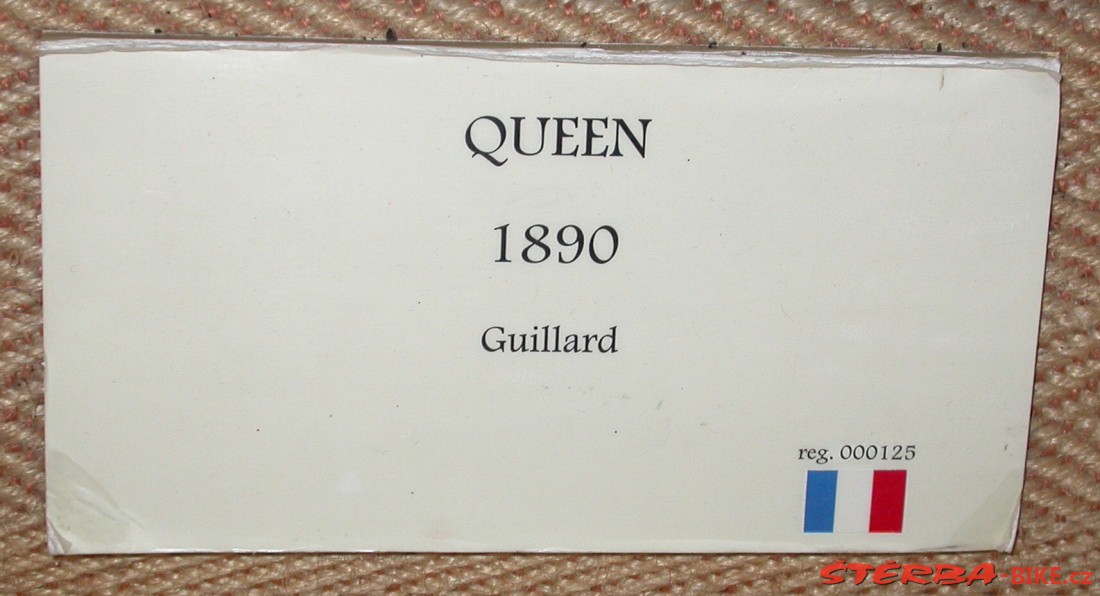 QUEEN
1890
Guillard
reg. 000125
STERBA-BIKE.cz